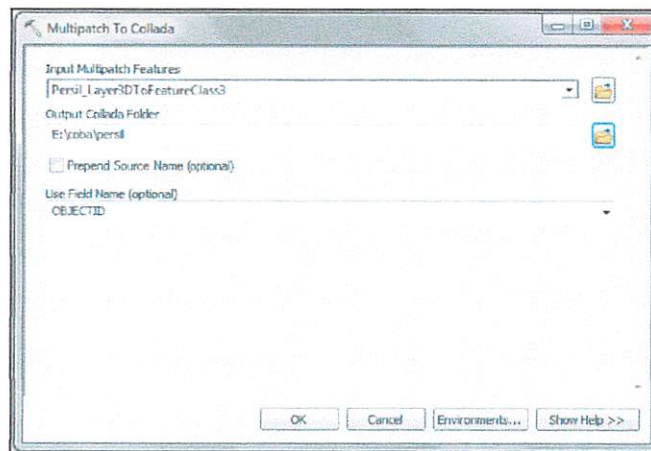 Multipatch To Collada
Input Multipatch Features
Persil_Layer3DToFeatureClass3
Output Collada Folder
E:\coba\persil
Prepend Source Name (optional)
Use Field Name (optional)
OBJECTID
OK Cancel Environments... Show Help >>